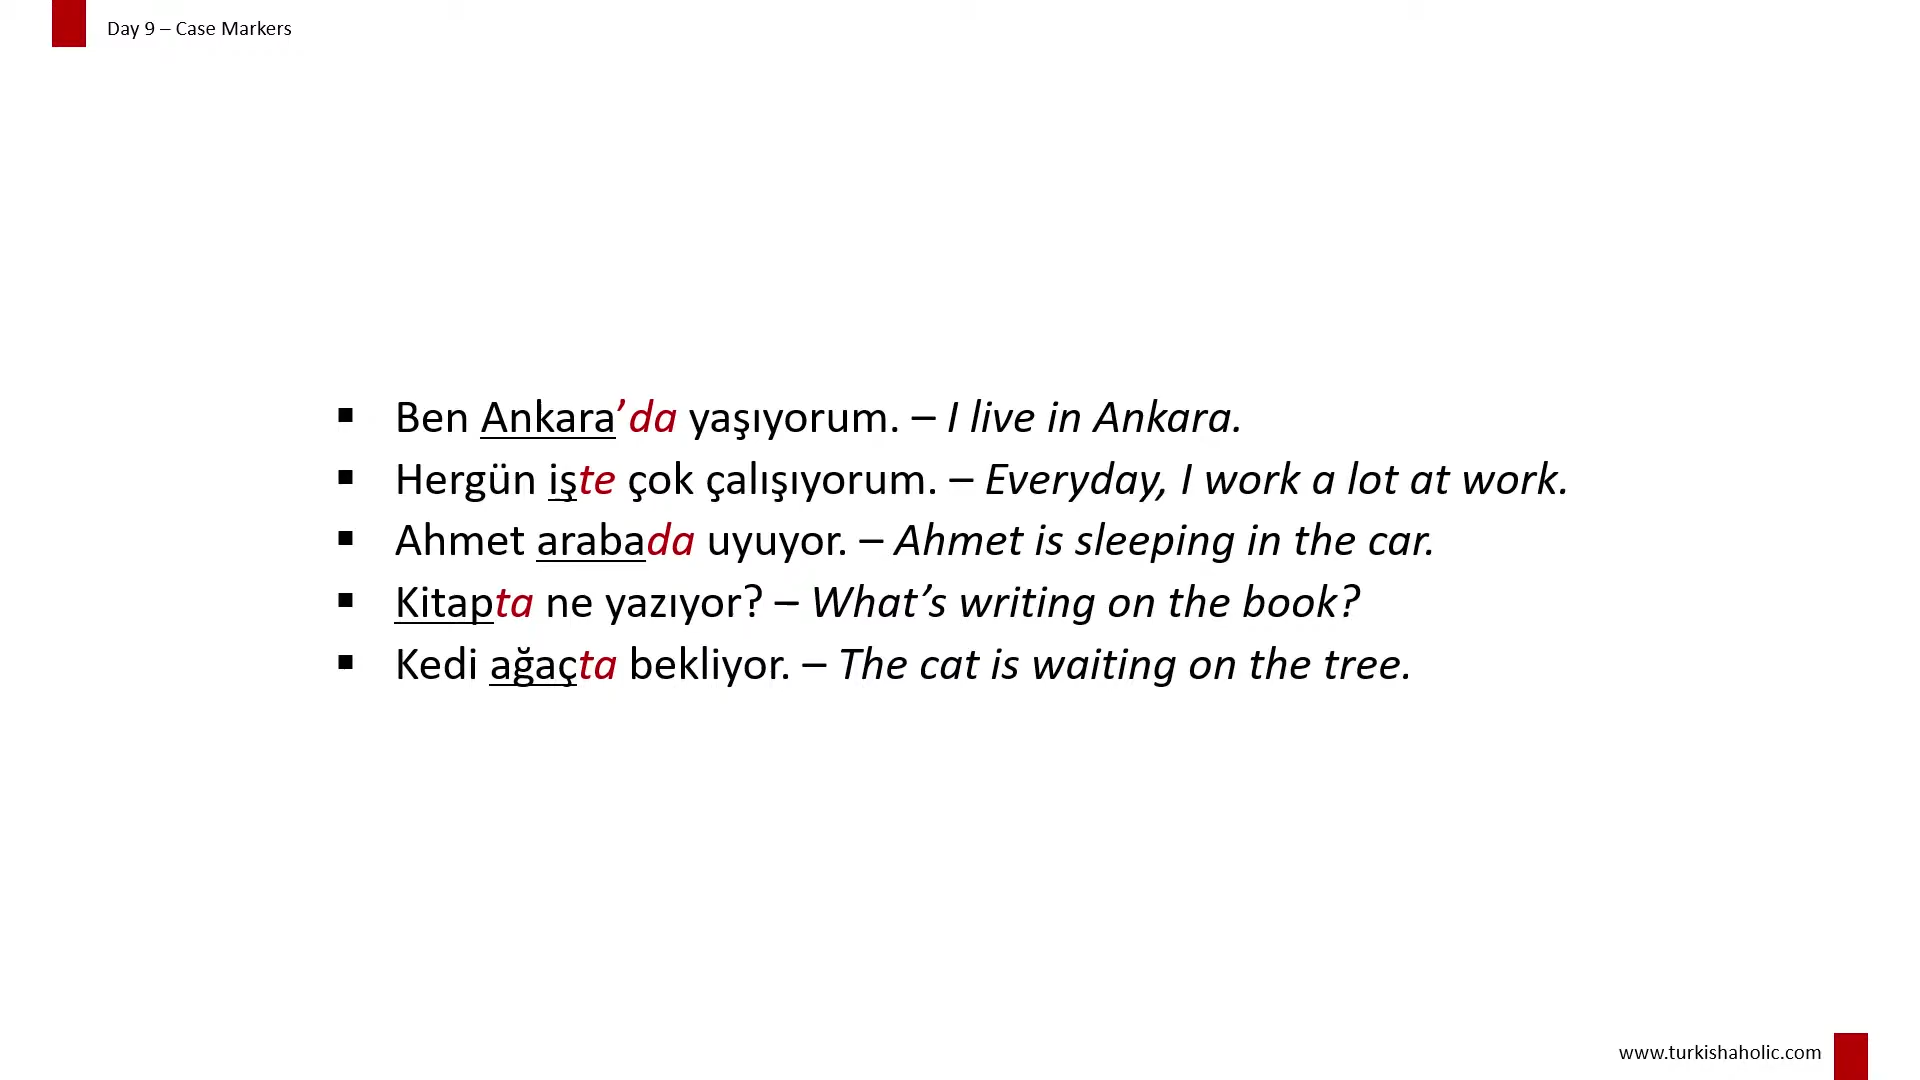 Day 9 – Case Markers
▪ Ben Ankara’da yaşıyorum. – I live in Ankara.
▪ Hergün işte çok çalışıyorum. – Everyday, I work a lot at work.
▪ Ahmet arabada uyuyor. – Ahmet is sleeping in the car.
▪ Kitapta ne yazıyor? – What’s writing on the book?
▪ Kedi ağaçta bekliyor. – The cat is waiting on the tree.
www.turkishaholic.com